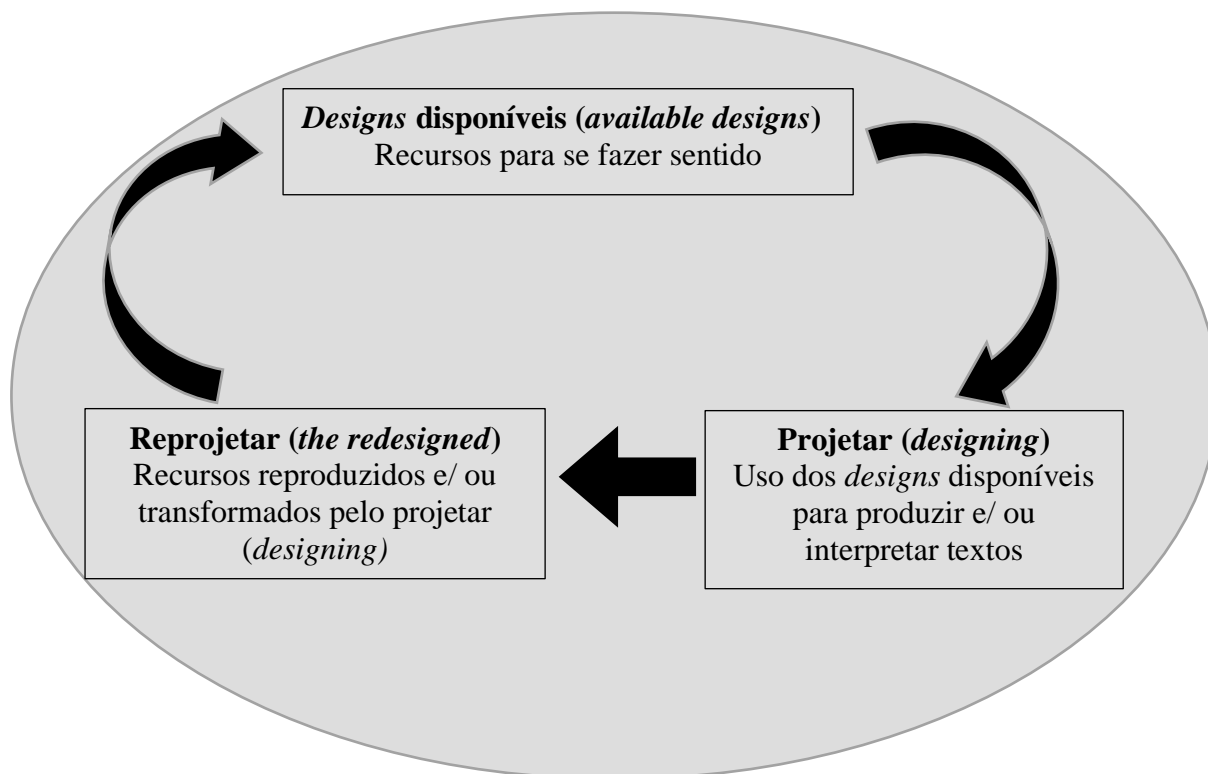 Designs disponíveis (available designs)
Recursos para se fazer sentido
Reprojetar (the redesigned)
Recursos reproduzidos e/ ou
transformados pelo projetar
(designing)
Projetar (designing)
Uso dos designs disponíveis
para produzir e/ ou
interpretar textos